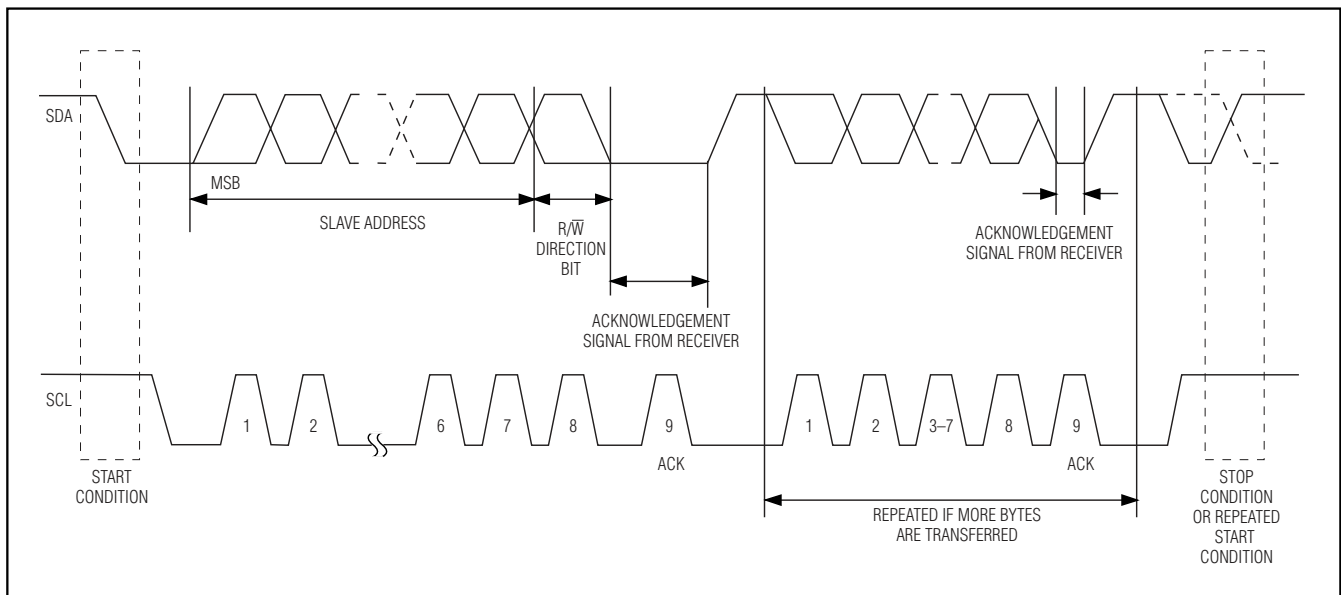 SDA
MSB
SLAVE ADDRESS
R/W̅
DIRECTION
BIT
ACKNOWLEDGEMENT
SIGNAL FROM RECEIVER
ACKNOWLEDGEMENT
SIGNAL FROM RECEIVER
SCL
1 2 6 7 8 9 1 2 3–7 8 9
ACK ACK
START
CONDITION
REPEATED IF MORE BYTES
ARE TRANSFERRED
STOP
CONDITION
OR REPEATED
START
CONDITION